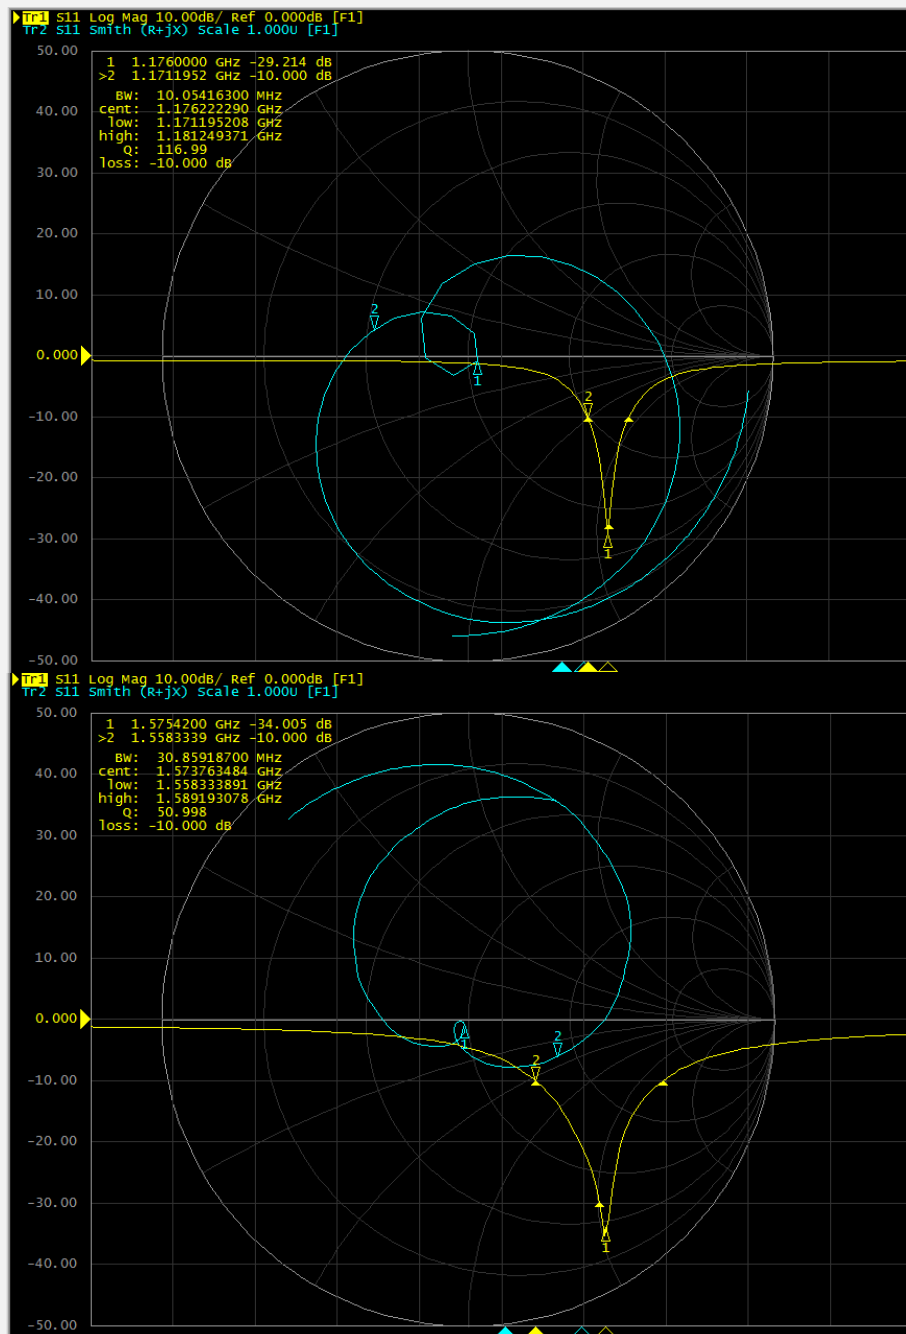 Tr1 S11 Log Mag 10.00dB/ Ref 0.000dB [F1]
Tr2 S11 Smith (R+jX) Scale 1.000U [F1]
50.00
1 1.1760000 GHz -29.214 dB
>2 1.1711952 GHz -10.000 dB
BW: 10.05416300 MHz
cent: 1.176222290 GHz
40.00
low: 1.171195208 GHz
high: 1.181249371 GHz
Q: 116.99
loss: -10.000 dB
30.00
20.00
10.00
2
0.000
1
2
-10.00
-20.00
-30.00
1
-40.00
-50.00
Tr1 S11 Log Mag 10.00dB/ Ref 0.000dB [F1]
Tr2 S11 Smith (R+jX) Scale 1.000U [F1]
50.00
1 1.5754200 GHz -34.005 dB
>2 1.5583339 GHz -10.000 dB
BW: 30.85918700 MHz
cent: 1.573763484 GHz
40.00
low: 1.558333891 GHz
high: 1.589193078 GHz
Q: 50.998
loss: -10.000 dB
30.00
20.00
10.00
0.000
2
1
2
-10.00
-20.00
-30.00
1
-40.00
-50.00